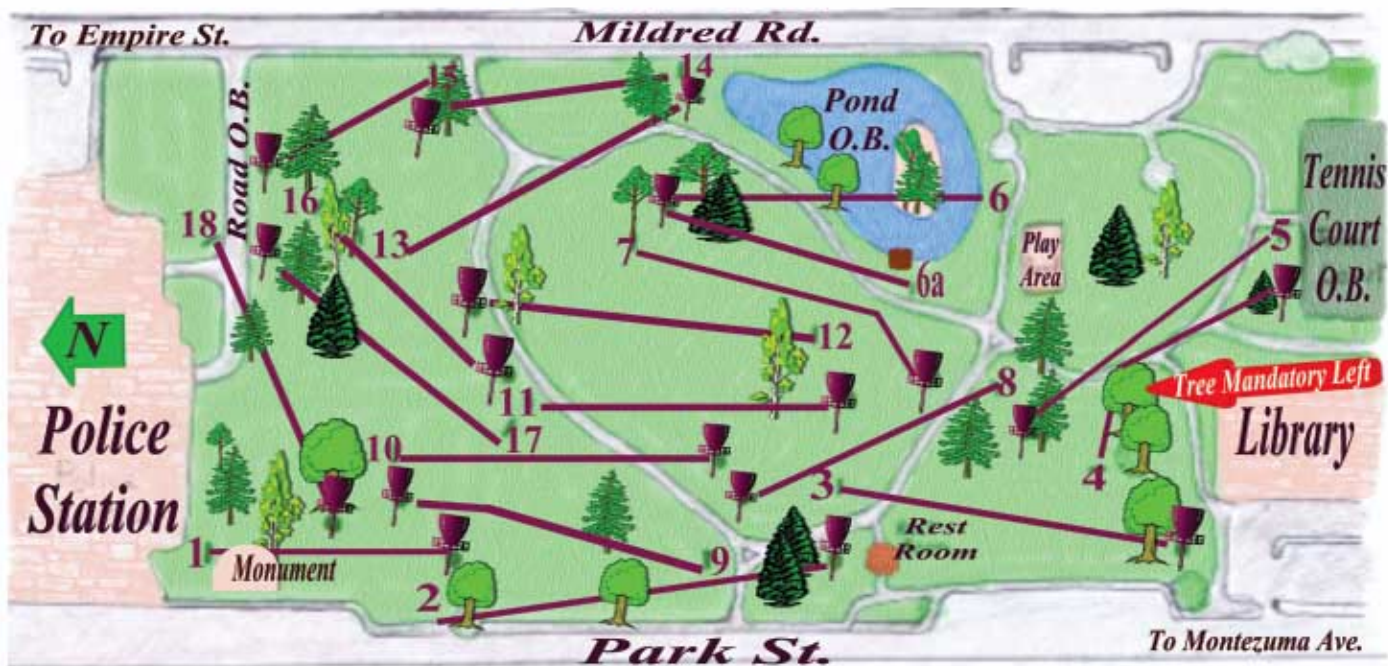 To Empire St.
Mildred Rd.
15
14
Pond
O.B.
Road O.B.
Tennis
Court
O.B.
16
6
18
13
5
7
Play
Area
6a
N
12
Tree Mandatory Left
8
11
Police
Station
17
10
Library
3
4
Rest
Room
1
Monument
9
2
To Montezuma Ave.
Park St.